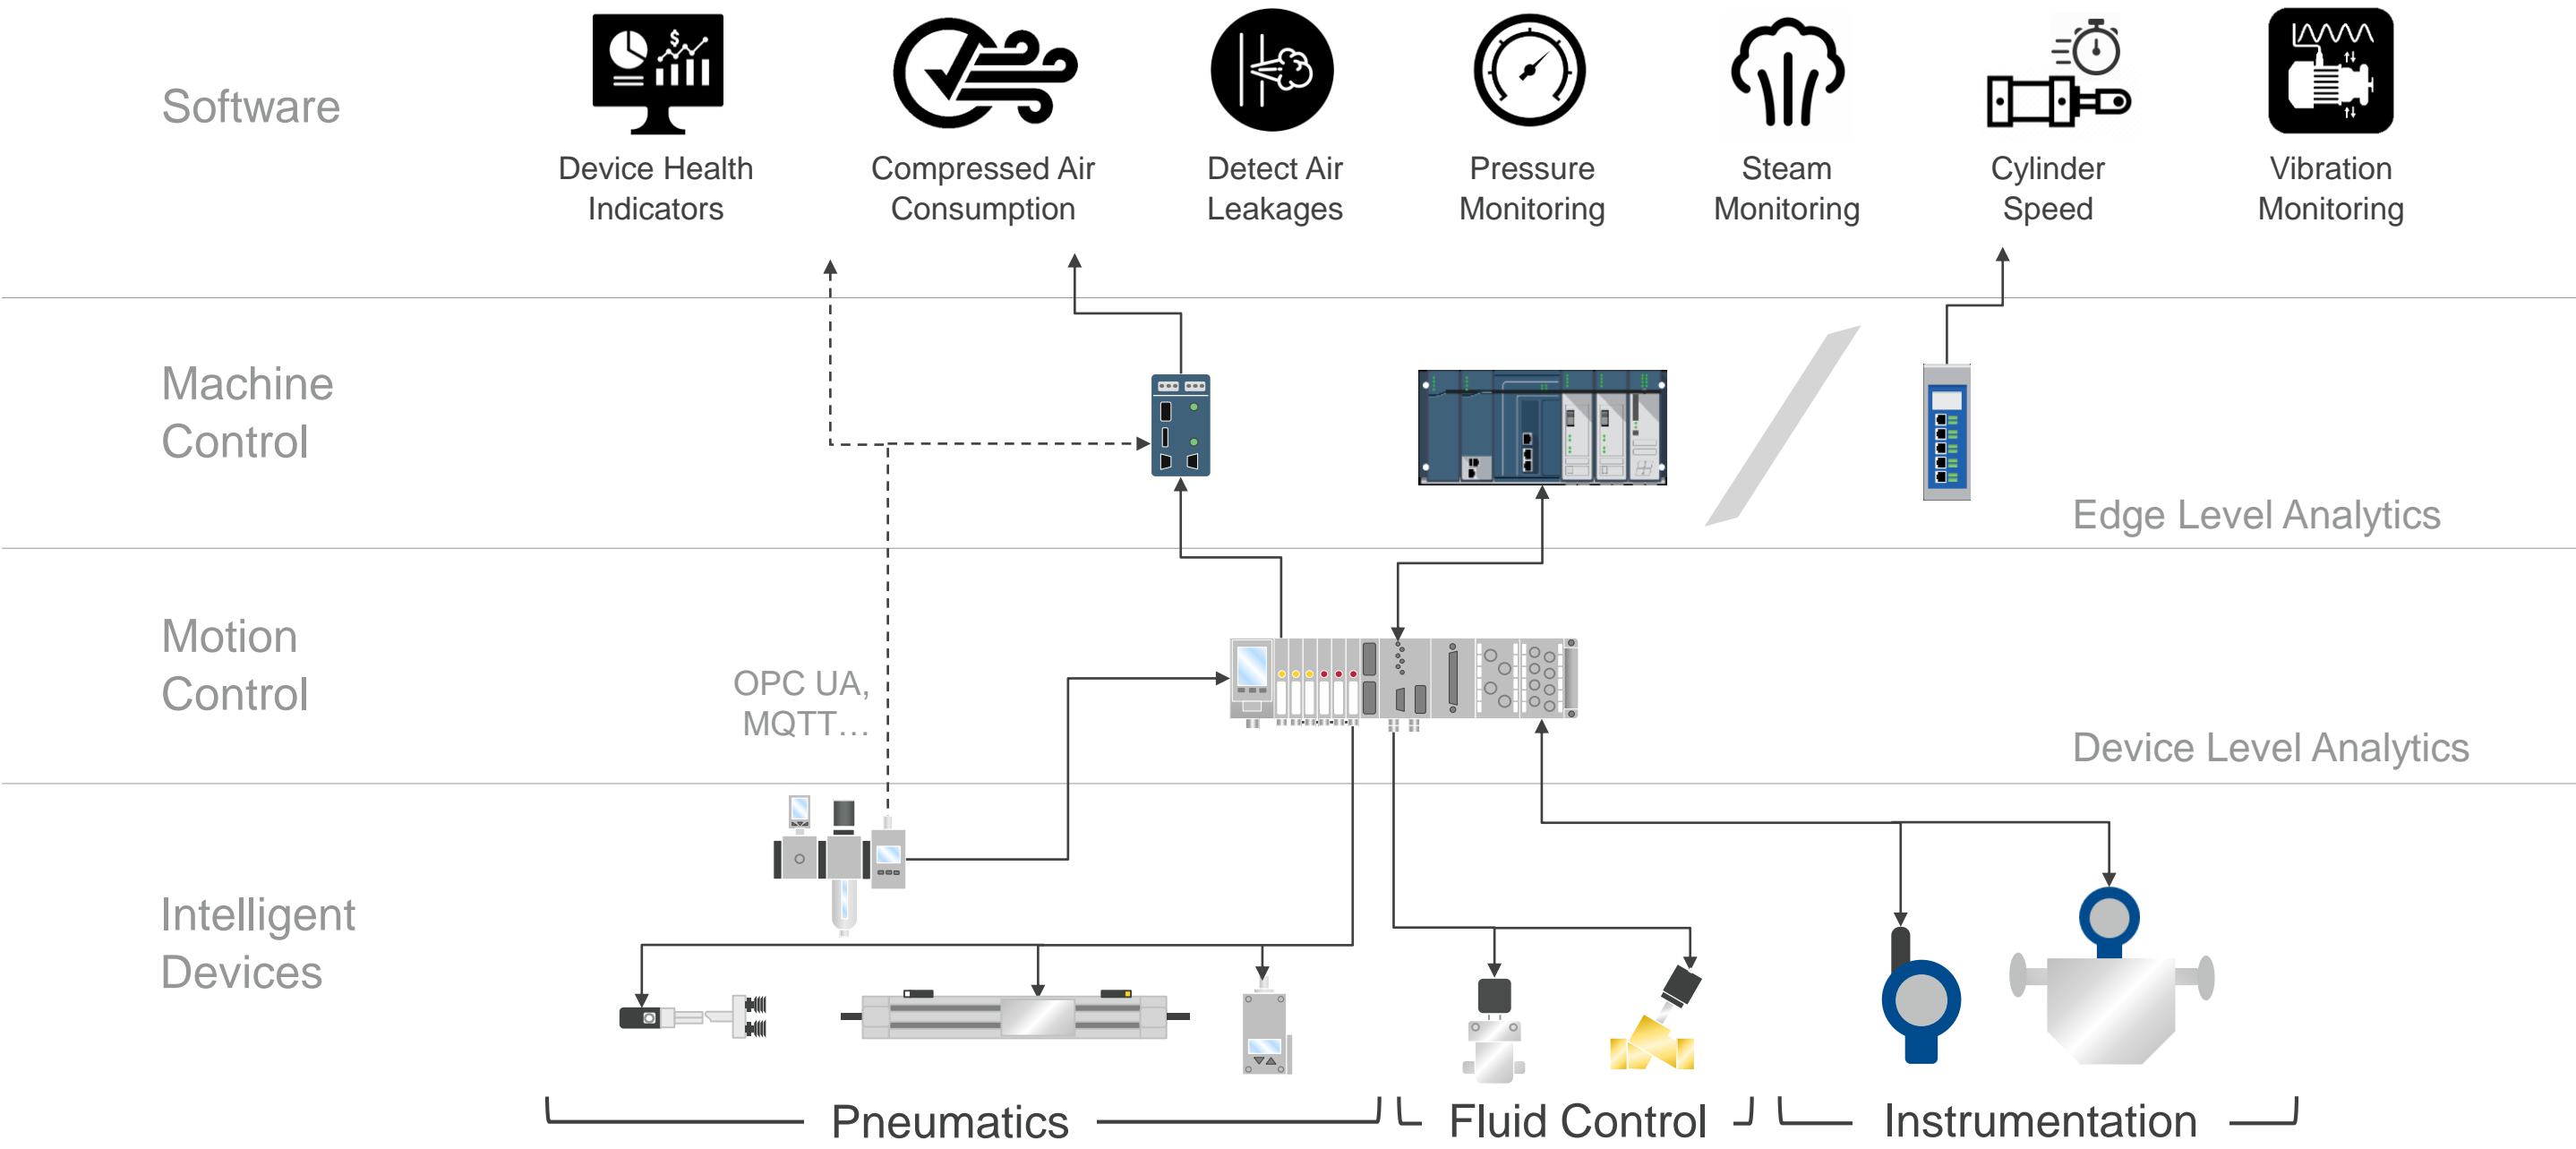 Software
Device Health
Indicators
Compressed Air
Consumption
Detect Air
Leakages
Pressure
Monitoring
Steam
Monitoring
Cylinder
Speed
Vibration
Monitoring
Machine
Control
Edge Level Analytics
Motion
Control
OPC UA,
MQTT…
Device Level Analytics
Intelligent
Devices
Pneumatics
Fluid Control
Instrumentation